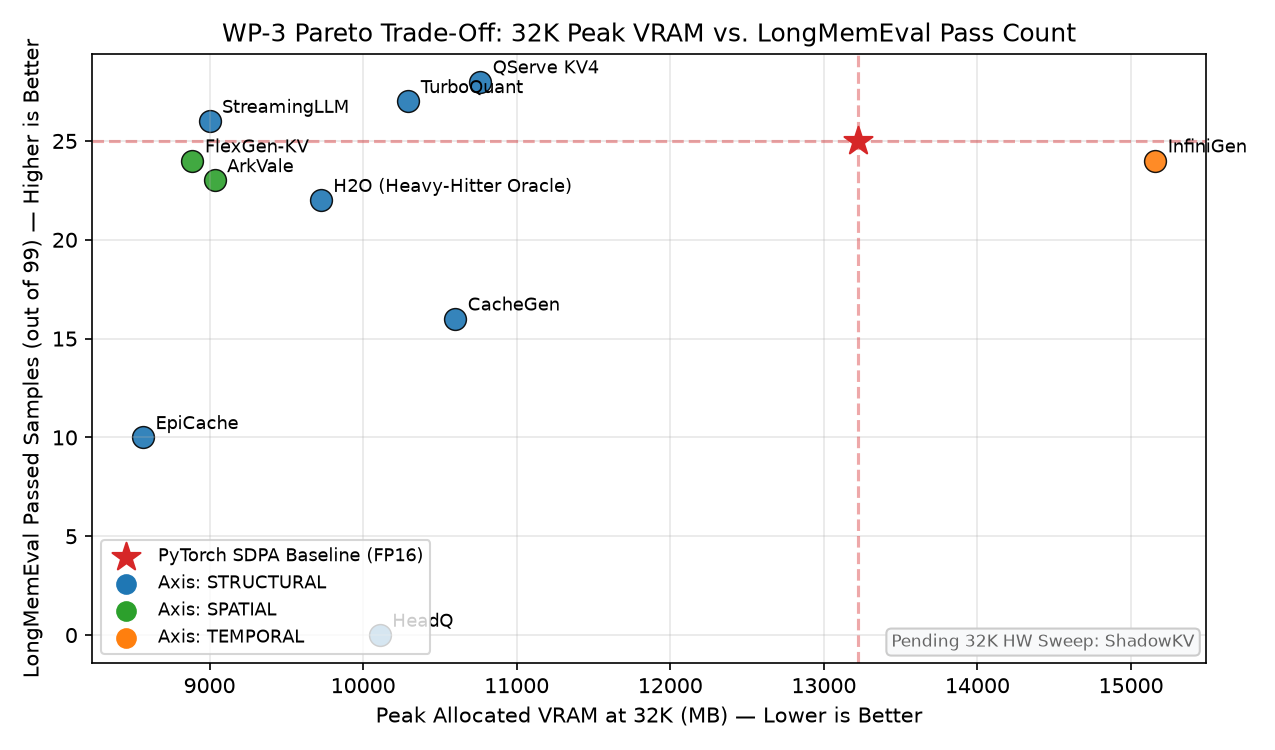 WP-3 Pareto Trade-Off: 32K Peak VRAM vs. LongMemEval Pass Count
LongMemEval Passed Samples (out of 99) — Higher is Better
25
20
15
10
5
0
QServe KV4
TurboQuant
StreamingLLM
FlexGen-KV
ArkVale
InfiniGen
H2O (Heavy-Hitter Oracle)
CacheGen
EpiCache
HeadQ
PyTorch SDPA Baseline (FP16)
Axis: STRUCTURAL
Axis: SPATIAL
Axis: TEMPORAL
Pending 32K HW Sweep: ShadowKV
9000 10000 11000 12000 13000 14000 15000
Peak Allocated VRAM at 32K (MB) — Lower is Better